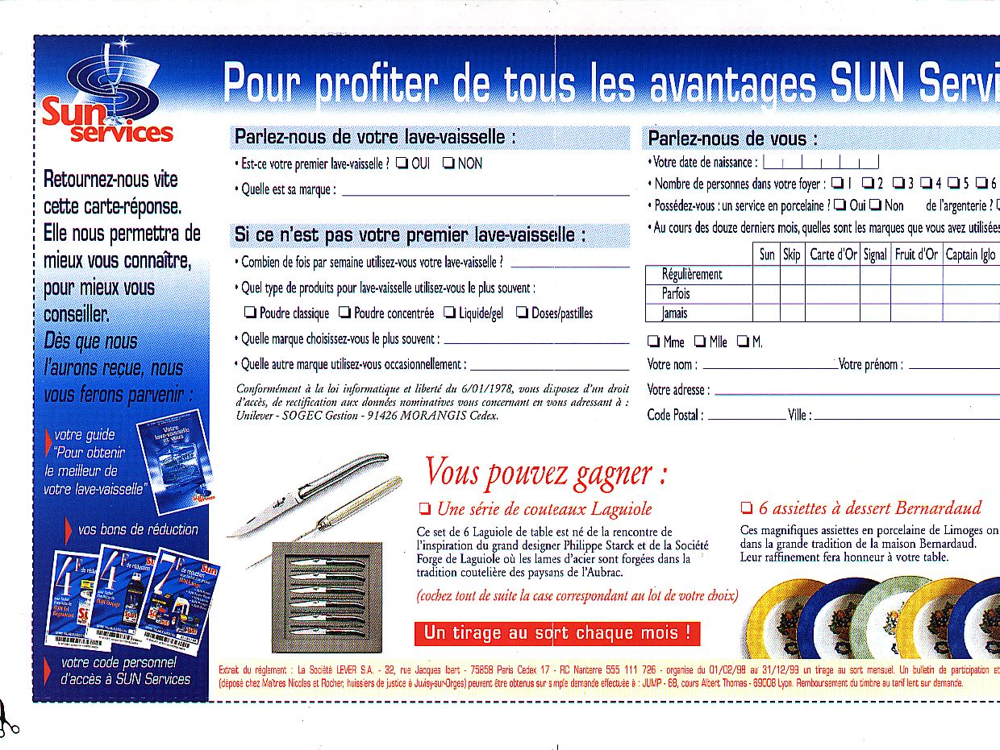 Pour profiter de tous les avantages SUN Servi
Sun
services
Retournez-nous vite
cette carte-réponse.
Elle nous permettra de
mieux vous connaître,
pour mieux vous
conseiller.
Dès que nous
l'aurons reçue, nous
vous ferons parvenir :
votre guide
"Pour obtenir
le meilleur de
votre lave-vaisselle"
Votre
lave-vaisselle
et vous
Sun
services
vos bons de réduction
4F de réduction
4F de réduction
7F de réduction
Sun
votre code personnel
d'accès à SUN Services
Parlez-nous de votre lave-vaisselle :
• Est-ce votre premier lave-vaisselle ? ❏ OUI ❏ NON
• Quelle est sa marque :
Si ce n'est pas votre premier lave-vaisselle :
• Combien de fois par semaine utilisez-vous votre lave-vaisselle ?
• Quel type de produits pour lave-vaisselle utilisez-vous le plus souvent :
❏ Poudre classique ❏ Poudre concentrée ❏ Liquide/gel ❏ Doses/pastilles
• Quelle marque choisissez-vous le plus souvent :
• Quelle autre marque utilisez-vous occasionnellement :
Conformément à la loi informatique et liberté du 6/01/1978, vous disposez d'un droit
d'accès, de rectification aux données nominatives vous concernant en vous adressant à :
Unilever - SOGEC Gestion - 91426 MORANGIS Cedex.
Parlez-nous de vous :
• Votre date de naissance :
• Nombre de personnes dans votre foyer : ❏ 1 ❏ 2 ❏ 3 ❏ 4 ❏ 5 ❏ 6
• Possédez-vous : un service en porcelaine ? ❏ Oui ❏ Non de l'argenterie ?
• Au cours des douze derniers mois, quelles sont les marques que vous avez utilisées
Sun Skip Carte d'Or Signal Fruit d'Or Captain Iglo
Régulièrement
Parfois
Jamais
❏ Mme ❏ Mlle ❏ M.
Votre nom : Votre prénom :
Votre adresse :
Code Postal : Ville :
Vous pouvez gagner :
❏ Une série de couteaux Laguiole
Ce set de 6 Laguiole de table est né de la rencontre de
l'inspiration du grand designer Philippe Starck et de la Société
Forge de Laguiole où les lames d'acier sont forgées dans la
tradition coutelière des paysans de l'Aubrac.
(cochez tout de suite la case correspondant au lot de votre choix)
Un tirage au sort chaque mois !
❏ 6 assiettes à dessert Bernardaud
Ces magnifiques assiettes en porcelaine de Limoges on
dans la grande tradition de la maison Bernardaud.
Leur raffinement fera honneur à votre table.
Extrait du règlement : La Société LEVER S.A. - 32, rue Jacques Ibert - 75858 Paris Cedex 17 - RC Nanterre 555 111 726 - organise du 01/02/98 au 31/12/99 un tirage au sort mensuel. Un bulletin de participation et
(déposé chez Maîtres Nicolas et Rocher, huissiers de justice à Juvisy-sur-Orges) peuvent être obtenus sur simple demande effectuée à : JUMP - 68, cours Albert Thomas - 69008 Lyon. Remboursement du timbre au tarif lent sur demande.